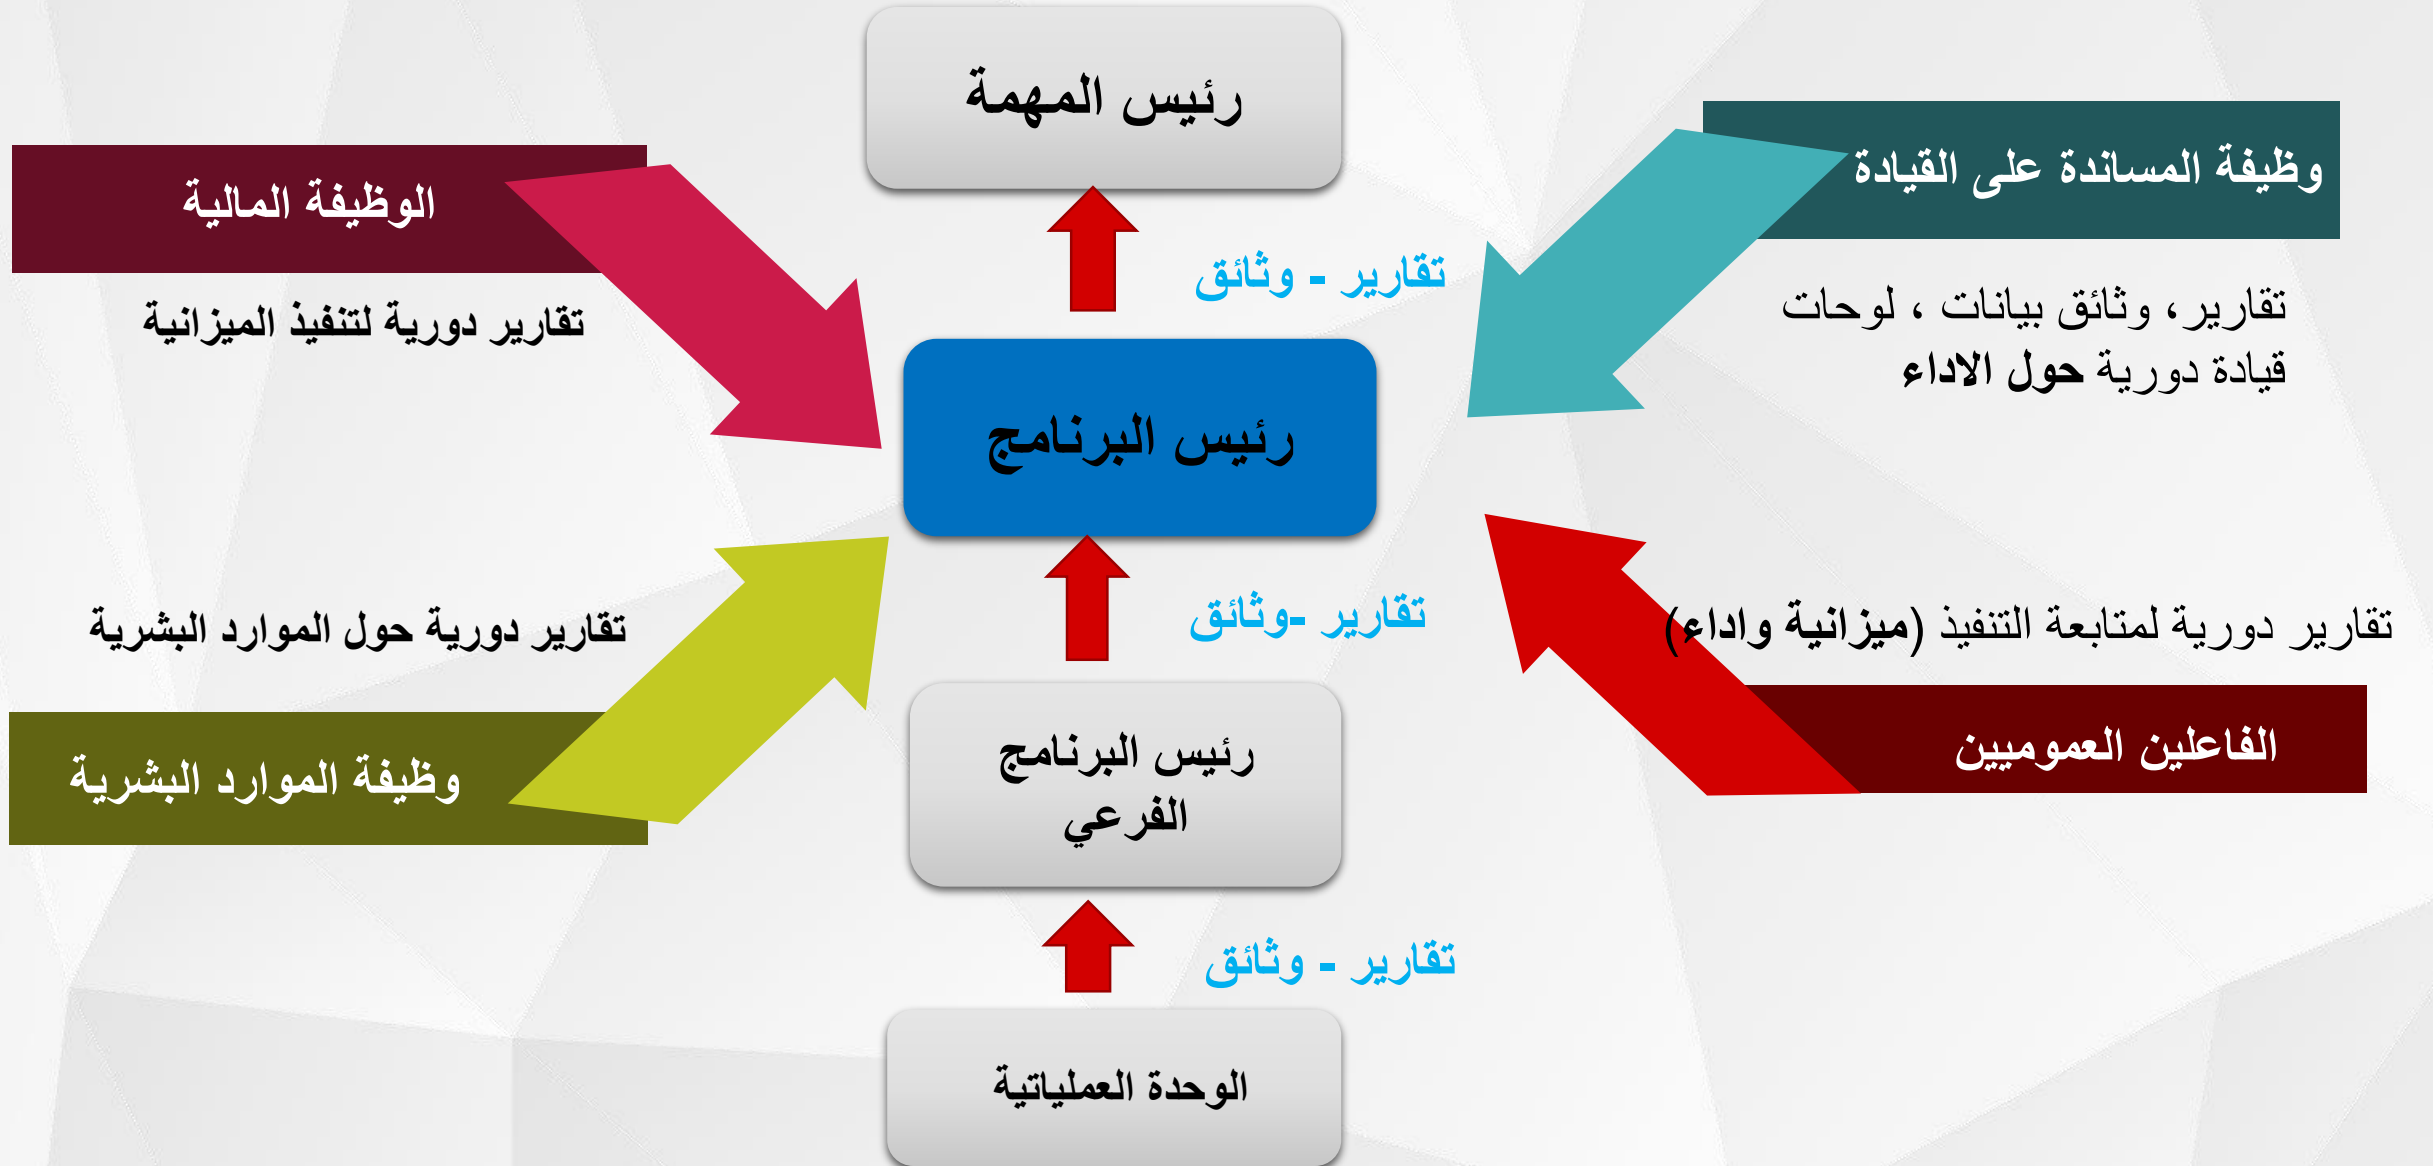 رئيس المهمة
وظيفة المساندة على القيادة
الوظيفة المالية
تقارير - وثائق
تقارير، وثائق بيانات ، لوحات
قيادة دورية حول الاداء
تقارير دورية لتنفيذ الميزانية
رئيس البرنامج
تقارير دورية لمتابعة التنفيذ (ميزانية واداء)
تقارير -وثائق
تقارير دورية حول الموارد البشرية
الفاعلين العموميين
رئيس البرنامج
الفرعي
وظيفة الموارد البشرية
تقارير - وثائق
الوحدة العملياتية